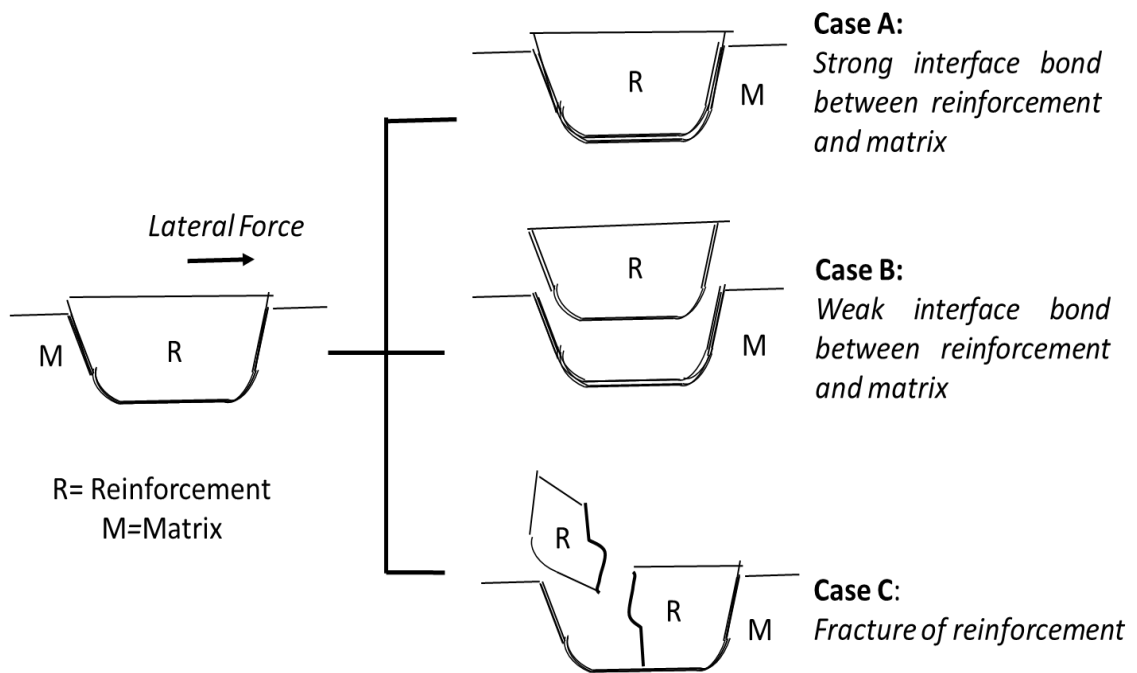 Lateral Force
M
R
R= Reinforcement
M=Matrix
R
M
Case A:
Strong interface bond
between reinforcement
and matrix
R
M
Case B:
Weak interface bond
between reinforcement
and matrix
R
R
M
Case C:
Fracture of reinforcement